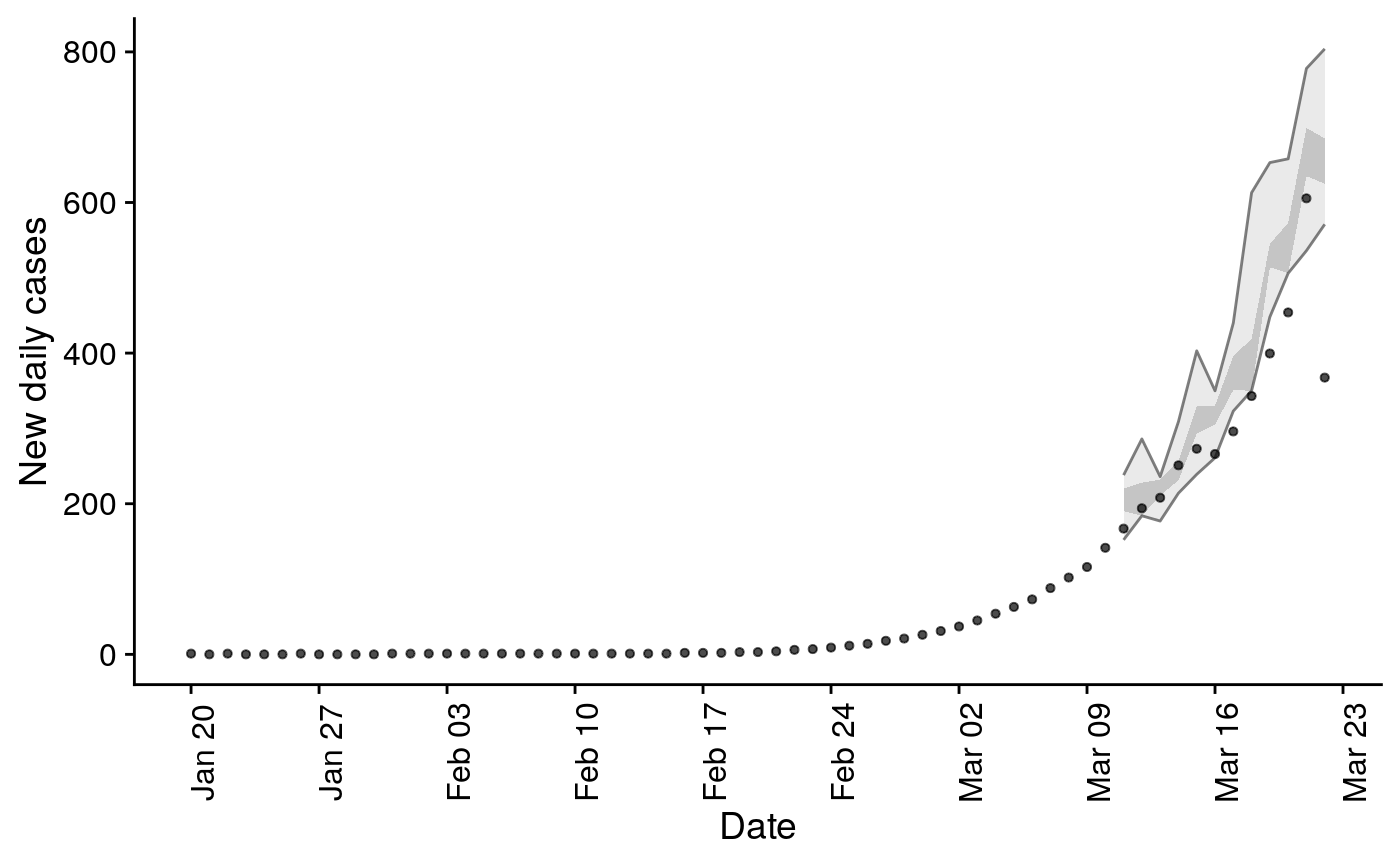 New daily cases
800
600
400
200
0
Jan 20
Jan 27
Feb 03
Feb 10
Feb 17
Feb 24
Mar 02
Mar 09
Mar 16
Mar 23
Date